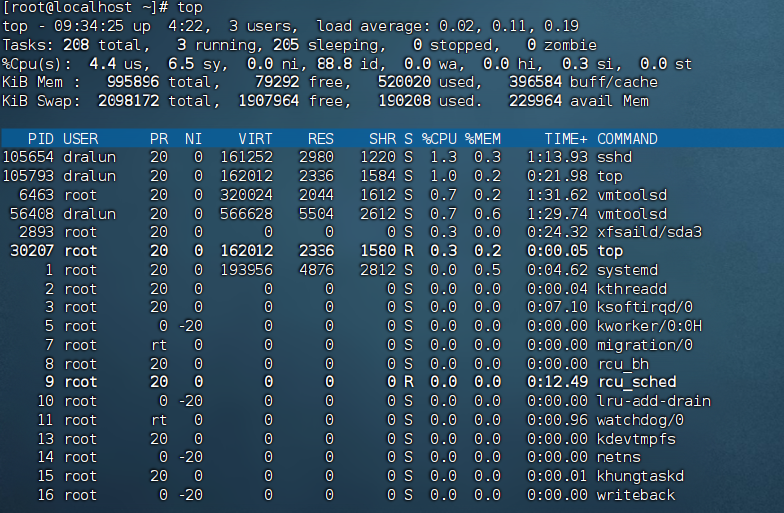 [root@localhost ~]# top
top - 09:34:25 up  4:22,  3 users,  load average: 0.02, 0.11, 0.19
Tasks: 208 total,   3 running, 205 sleeping,   0 stopped,   0 zombie
%Cpu(s):  4.4 us,  6.5 sy,  0.0 ni, 88.8 id,  0.0 wa,  0.0 hi,  0.3 si,  0.0 st
KiB Mem :   995896 total,    79292 free,   520020 used,   396584 buff/cache
KiB Swap:  2098172 total,  1907964 free,   190208 used.   229964 avail Mem
PID USER      PR  NI    VIRT    RES    SHR S %CPU %MEM     TIME+ COMMAND
105654 dralun    20   0  161252   2980   1220 S  1.3  0.3   1:13.93 sshd
105793 dralun    20   0  162012   2336   1584 S  1.0  0.2   0:21.98 top
6463 root      20   0  320024   2044   1612 S  0.7  0.2   1:31.62 vmtoolsd
56408 dralun    20   0  566628   5504   2612 S  0.7  0.6   1:29.74 vmtoolsd
2893 root      20   0       0      0      0 S  0.3  0.0   0:24.32 xfsaild/sda3
30207 root      20   0  162012   2336   1580 R  0.3  0.2   0:00.05 top
1 root      20   0  193956   4876   2812 S  0.0  0.5   0:04.62 systemd
2 root      20   0       0      0      0 S  0.0  0.0   0:00.04 kthreadd
3 root      20   0       0      0      0 S  0.0  0.0   0:07.10 ksoftirqd/0
5 root       0 -20       0      0      0 S  0.0  0.0   0:00.00 kworker/0:0H
7 root      rt   0       0      0      0 S  0.0  0.0   0:00.00 migration/0
8 root      20   0       0      0      0 S  0.0  0.0   0:00.00 rcu_bh
9 root      20   0       0      0      0 R  0.0  0.0   0:12.49 rcu_sched
10 root       0 -20       0      0      0 S  0.0  0.0   0:00.00 lru-add-drain
11 root      rt   0       0      0      0 S  0.0  0.0   0:00.96 watchdog/0
13 root      20   0       0      0      0 S  0.0  0.0   0:00.00 kdevtmpfs
14 root       0 -20       0      0      0 S  0.0  0.0   0:00.00 netns
15 root      20   0       0      0      0 S  0.0  0.0   0:00.01 khungtaskd
16 root       0 -20       0      0      0 S  0.0  0.0   0:00.00 writeback